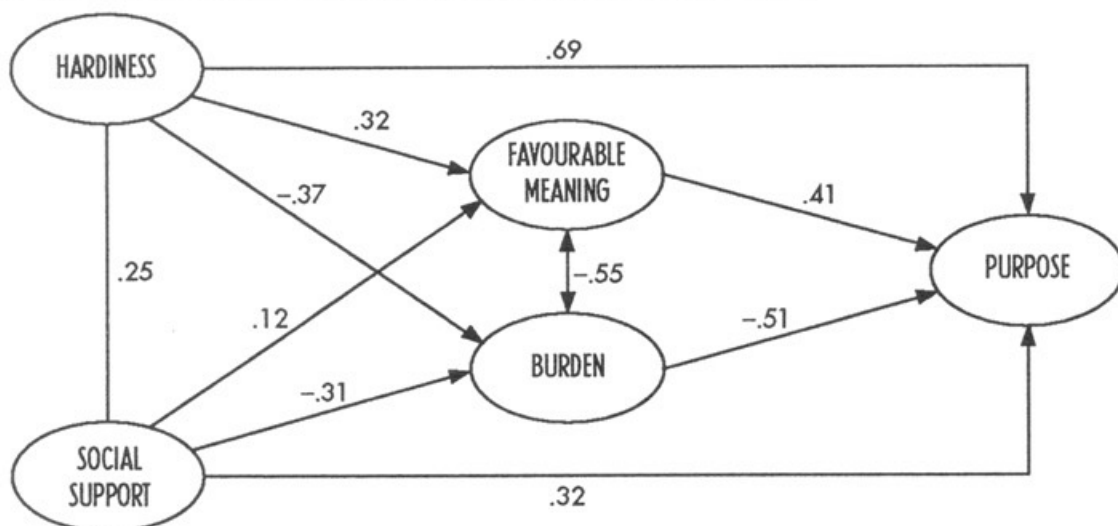 HARDINESS
.69
.32
FAVOURABLE
MEANING
–.37
.41
.25
–.55
PURPOSE
.12
–.51
BURDEN
–.31
SOCIAL
SUPPORT
.32